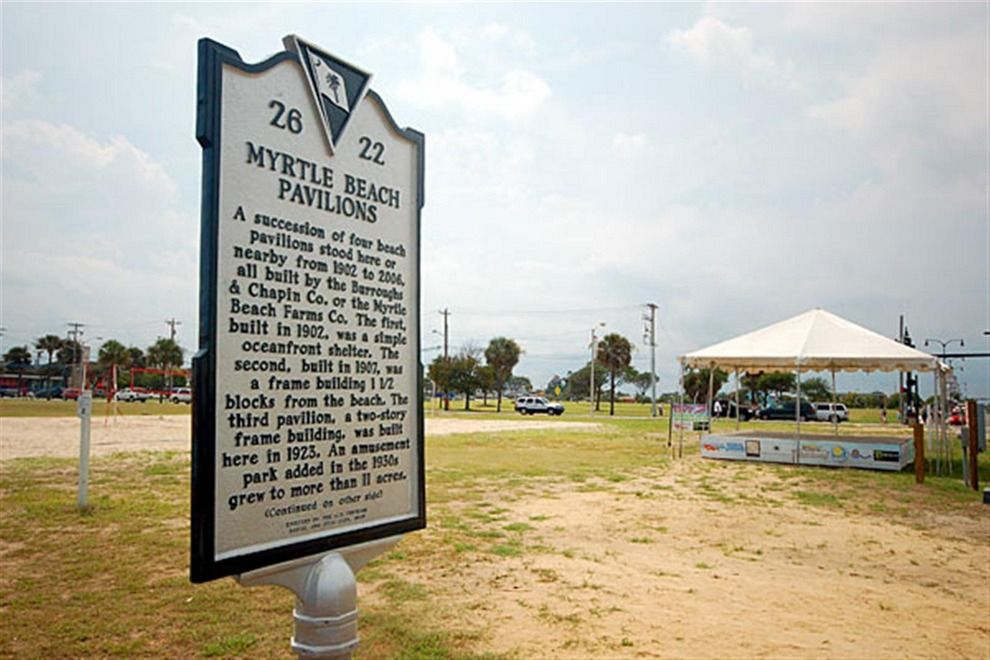 26 22
MYRTLE BEACH
PAVILIONS
A succession of four beach
pavilions stood here or
nearby from 1902 to 2006,
all built by the Burroughs
& Chapin Co. or the Myrtle
Beach Farms Co. The first,
built in 1902, was a simple
oceanfront shelter. The
second, built in 1907, was
a frame building 1 1/2
blocks from the beach. The
third pavilion, a two-story
frame building, was built
here in 1923. An amusement
park added in the 1930s
grew to more than 11 acres.
(Continued on other side)